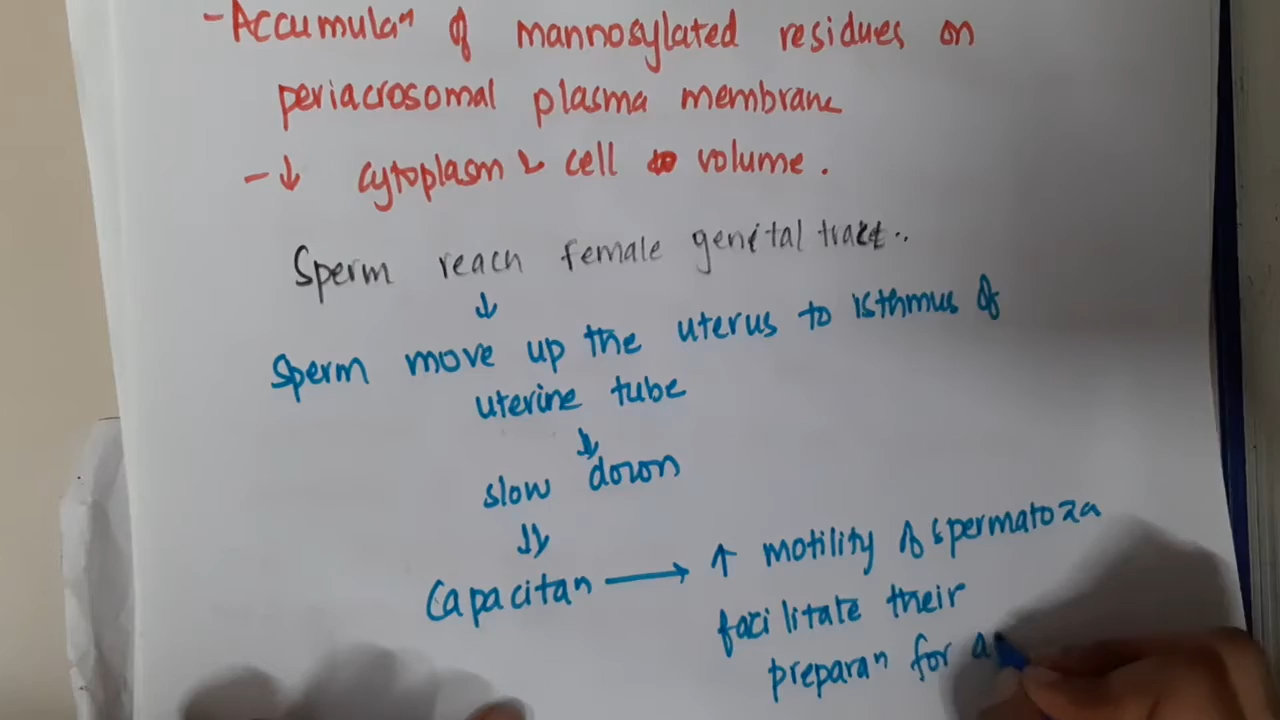 - Accumulaⁿ of mannosylated residues on
periacrosomal plasma membrane
- ↓ cytoplasm & cell volume.
Sperm reach female genital tract..
↓
Sperm move up the uterus to isthmus of
uterine tube
↓
slow down
↓
Capacitan → ↑ motility of spermatoza
facilitate their
preparaⁿ for